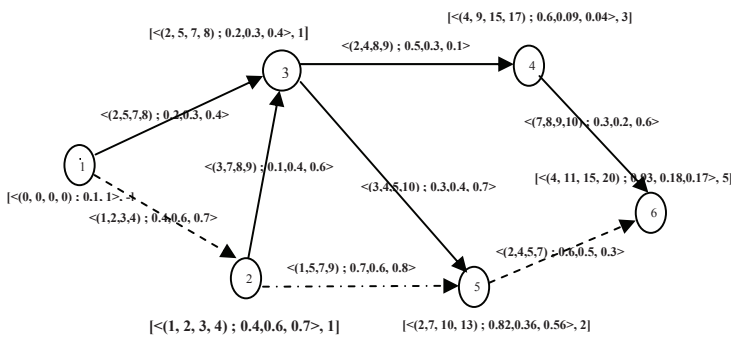 [<(4, 9, 15, 17) ; 0.6,0.09, 0.04>, 3]
[<(2, 5, 7, 8) ; 0.2,0.3, 0.4>, 1]
<(2,4,8,9) ; 0.5,0.3, 0.1>
3
4
<(2,5,7,8) ; 0.2,0.3, 0.4>
<(7,8,9,10) ; 0.3,0.2, 0.6>
1
<(3,7,8,9) ; 0.1,0.4, 0.6>
<(3,4,5,10) ; 0.3,0.4, 0.7>
[<(4, 11, 15, 20) ; 0.93, 0.18,0.17>, 5]
[<(0, 0, 0, 0) : 0.1. 1>.
<(1,2,3,4) ; 0.4,0.6, 0.7>
6
2
<(1,5,7,9) ; 0.7,0.6, 0.8>
5
<(2,4,5,7) ; 0.6,0.5, 0.3>
[<(1, 2, 3, 4) ; 0.4,0.6, 0.7>, 1]
[<(2,7, 10, 13) ; 0.82,0.36, 0.56>, 2]